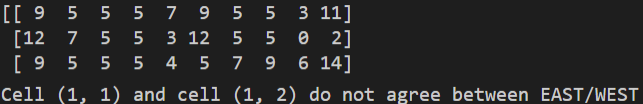 [[ 9  5  5  5  7  9  5  5  3 11]
 [12  7  5  5  3 12  5  5  0  2]
 [ 9  5  5  5  4  5  7  9  6 14]
Cell (1, 1) and cell (1, 2) do not agree between EAST/WEST